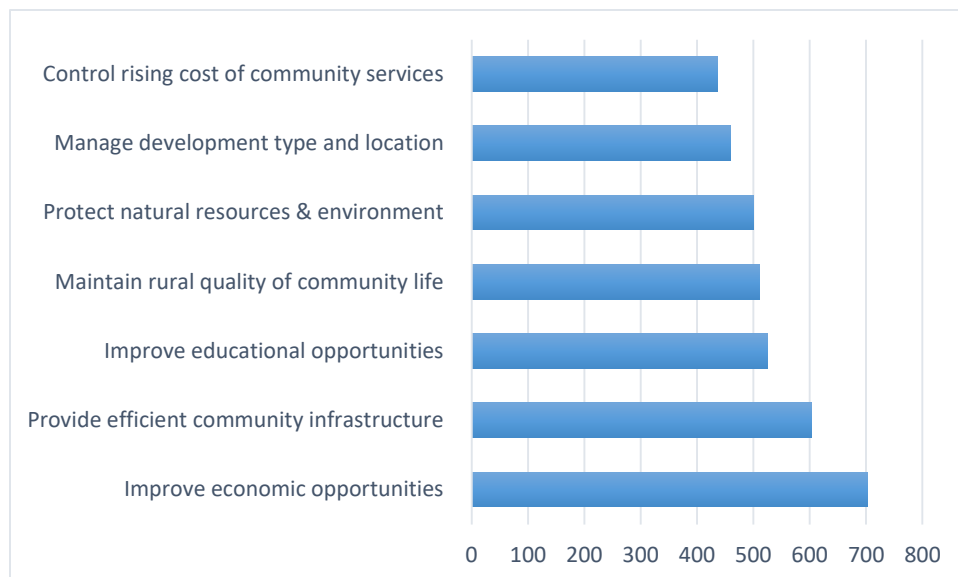 Control rising cost of community services
Manage development type and location
Protect natural resources & environment
Maintain rural quality of community life
Improve educational opportunities
Provide efficient community infrastructure
Improve economic opportunities
0 100 200 300 400 500 600 700 800